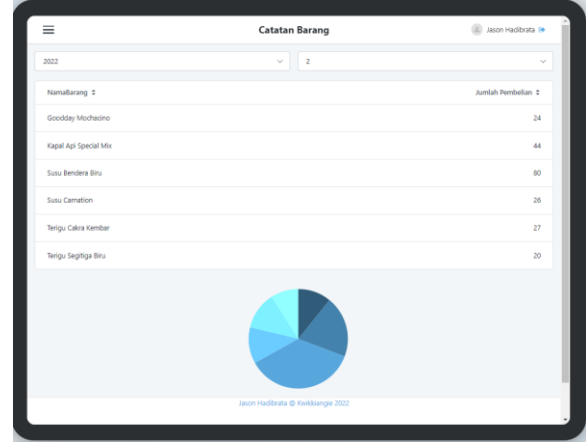 Catatan Barang
Jason Hadibrata
2022
2
NamaBarang Jumlah Pembelian
Goodday Mochacino 24
Kapal Api Special Mix 44
Susu Bendera Biru 80
Susu Carnation 26
Terigu Cakra Kembar 27
Terigu Segitiga Biru 20
Jason Hadibrata @ Kwikkiangie 2022